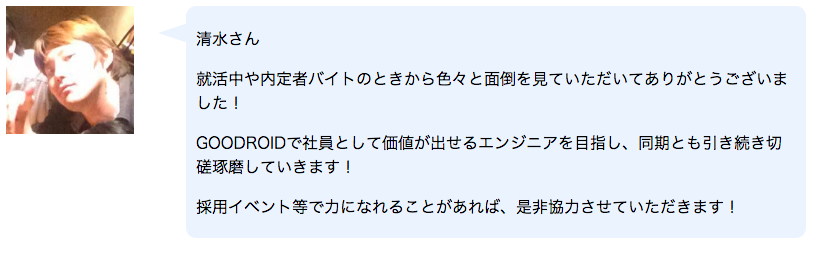 清水さん
就活中や内定者バイトのときから色々と面倒を見ていただいてありがとうございま
した！
GOODROIDで社員として価値が出せるエンジニアを目指し、同期とも引き続き切
磋琢磨していきます！
採用イベント等で力になれることがあれば、是非協力させていただきます！